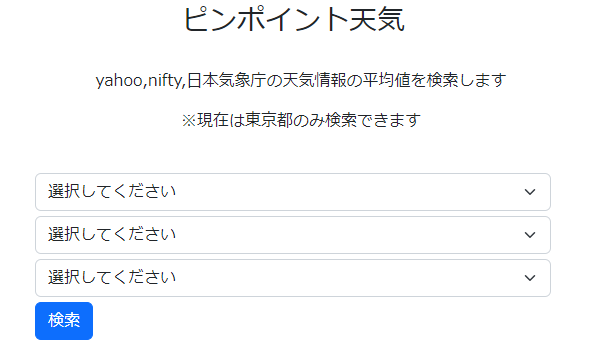 ピンポイント天気
yahoo,nifty,日本気象庁の天気情報の平均値を検索します
※現在は東京都のみ検索できます
選択してください
選択してください
選択してください
検索